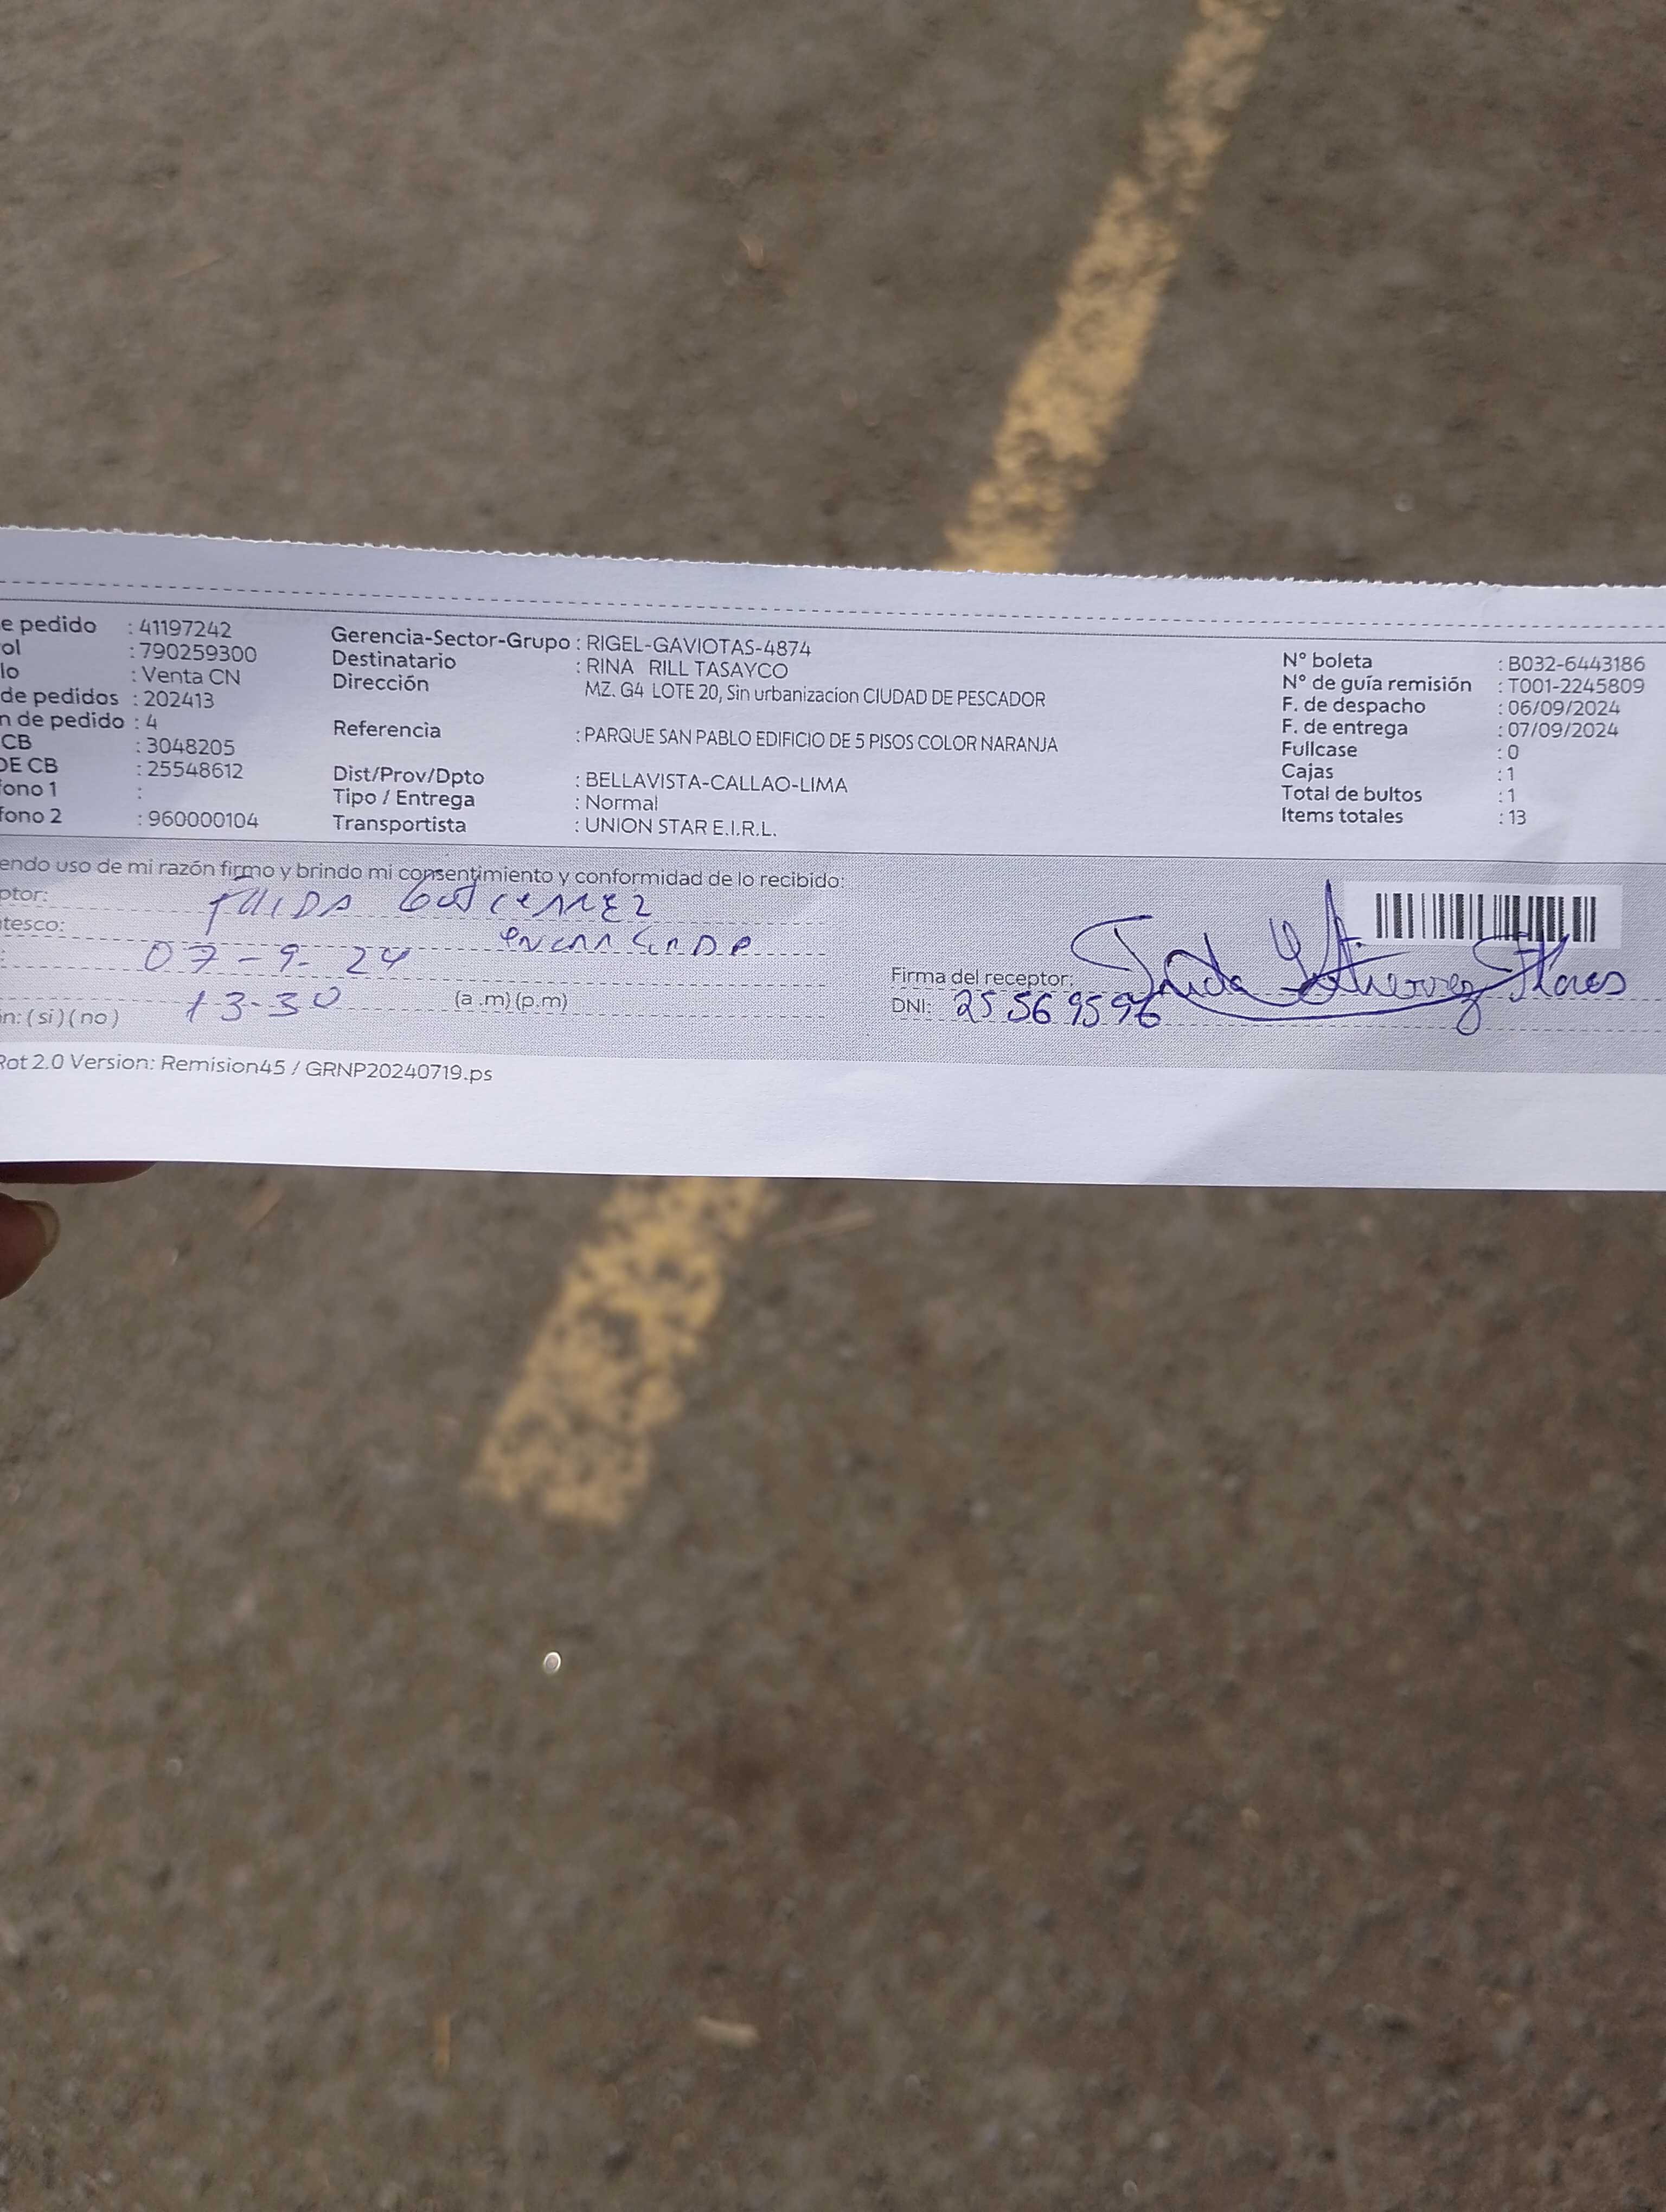 e pedido : 41197242
ol : 790259300
lo : Venta CN
de pedidos : 202413
n de pedido : 4
CB : 3048205
DE CB : 25548612
fono 1 :
fono 2 : 960000104
Gerencia-Sector-Grupo : RIGEL-GAVIOTAS-4874
Destinatario : RINA RILL TASAYCO
Dirección MZ. G4 LOTE 20, Sin urbanizacion CIUDAD DE PESCADOR
Referencia : PARQUE SAN PABLO EDIFICIO DE 5 PISOS COLOR NARANJA
Dist/Prov/Dpto : BELLAVISTA-CALLAO-LIMA
Tipo / Entrega : Normal
Transportista : UNION STAR E.I.R.L.
N° boleta : B032-6443186
N° de guía remisión : T001-2245809
F. de despacho : 06/09/2024
F. de entrega : 07/09/2024
Fullcase : 0
Cajas : 1
Total de bultos : 1
Items totales : 13
endo uso de mi razón firmo y brindo mi consentimiento y conformidad de lo recibido:
ptor:
tesco:
: 07-9-24
13-30 (a .m) (p.m)
n: ( si ) ( no )
Firma del receptor: Gutierrez Flores
DNI: 25569596
Rot 2.0 Version: Remision45 / GRNP20240719.ps